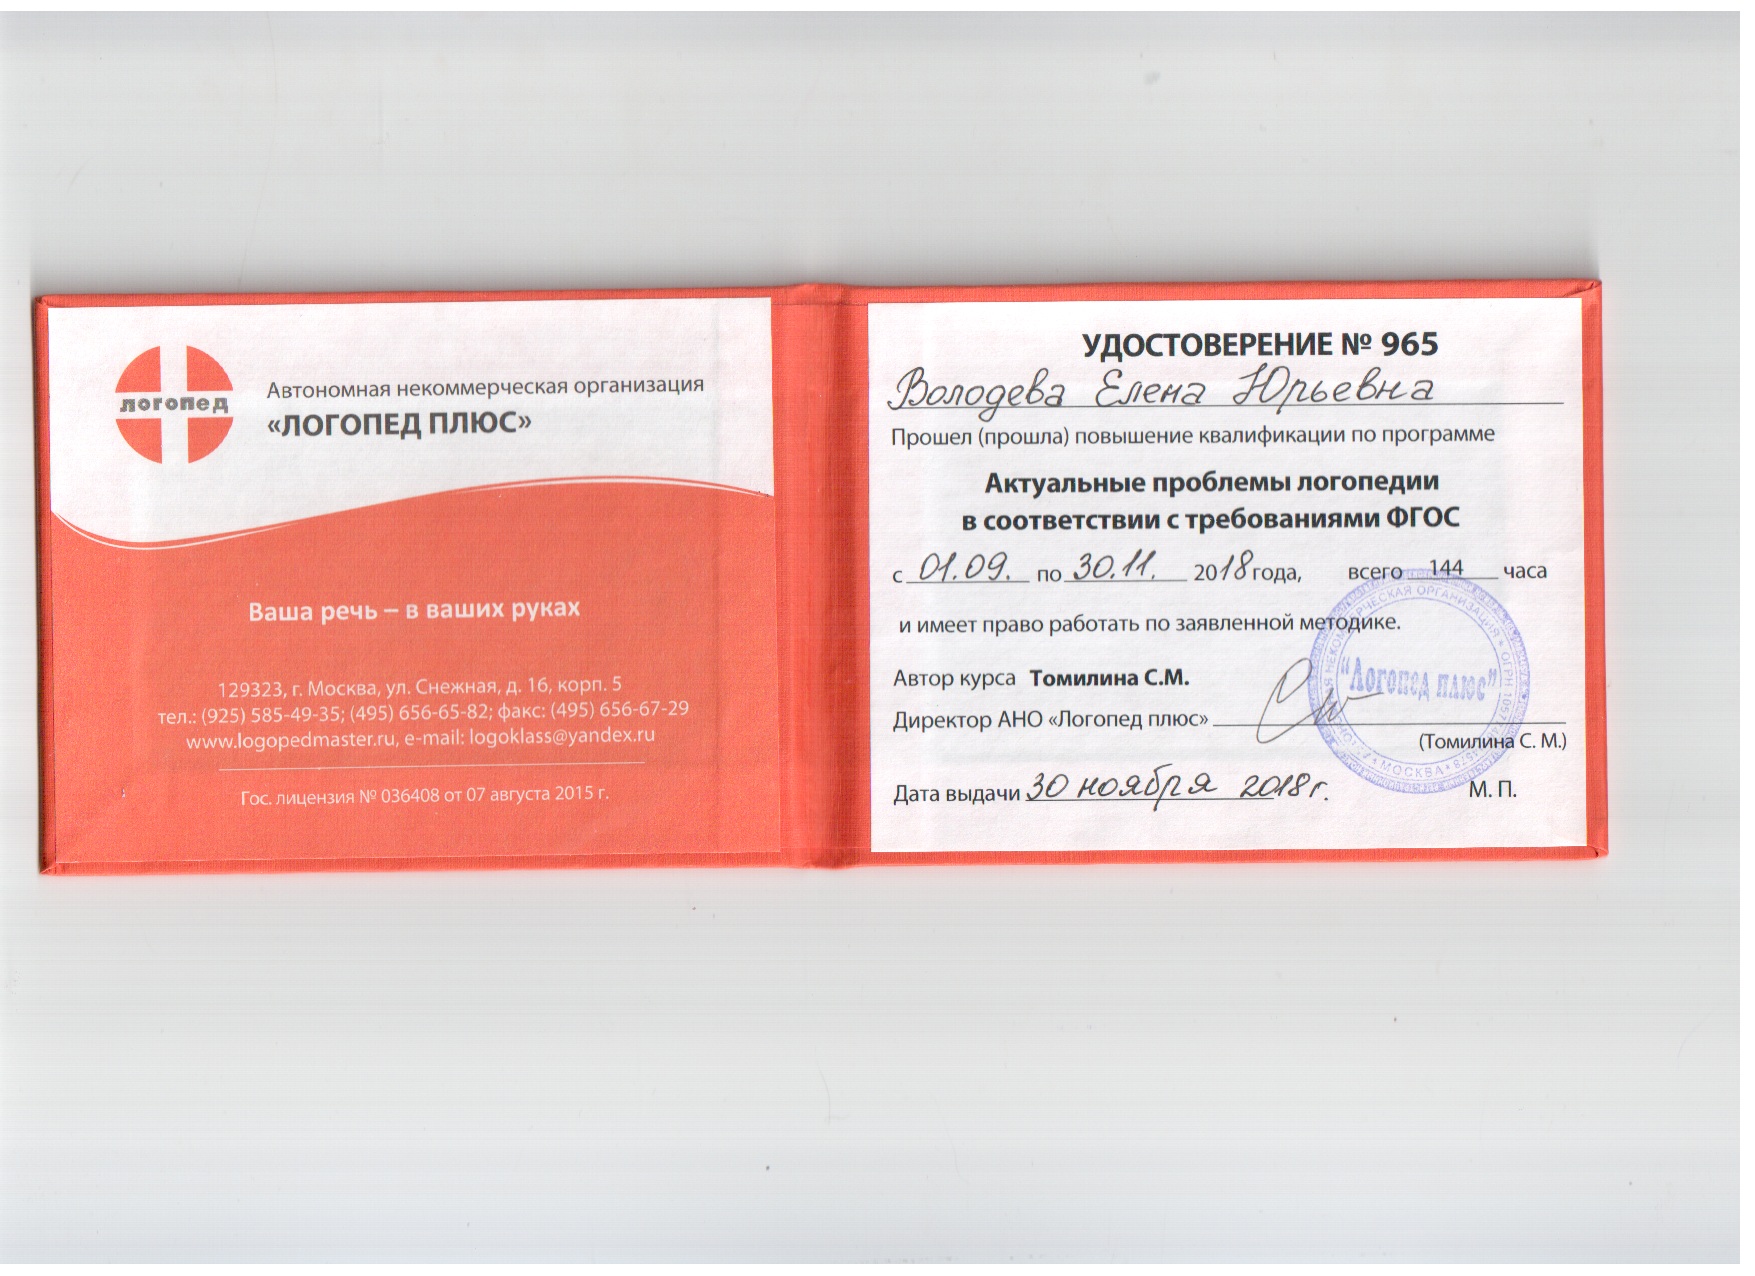 логопед
Автономная некоммерческая организация
«ЛОГОПЕД ПЛЮС»
Ваша речь – в ваших руках
129323, г. Москва, ул. Снежная, д. 16, корп. 5
тел.: (925) 585-49-35; (495) 656-65-82; факс: (495) 656-67-29
www.logopedmaster.ru, e-mail: logoklass@yandex.ru
Гос. лицензия № 036408 от 07 августа 2015 г.
УДОСТОВЕРЕНИЕ № 965
Володева Елена Юрьевна
Прошел (прошла) повышение квалификации по программе
Актуальные проблемы логопедии
в соответствии с требованиями ФГОС
с 01.09. по 30.11. 2018 года, всего 144 часа
и имеет право работать по заявленной методике.
Автор курса Томилина С.М.
Директор АНО «Логопед плюс»
(Томилина С. М.)
Дата выдачи 30 ноября 2018 г.
М. П.
"Логопед плюс"
ОРГАНИЗАЦИЯ * ОГРН
* МОСКВА *